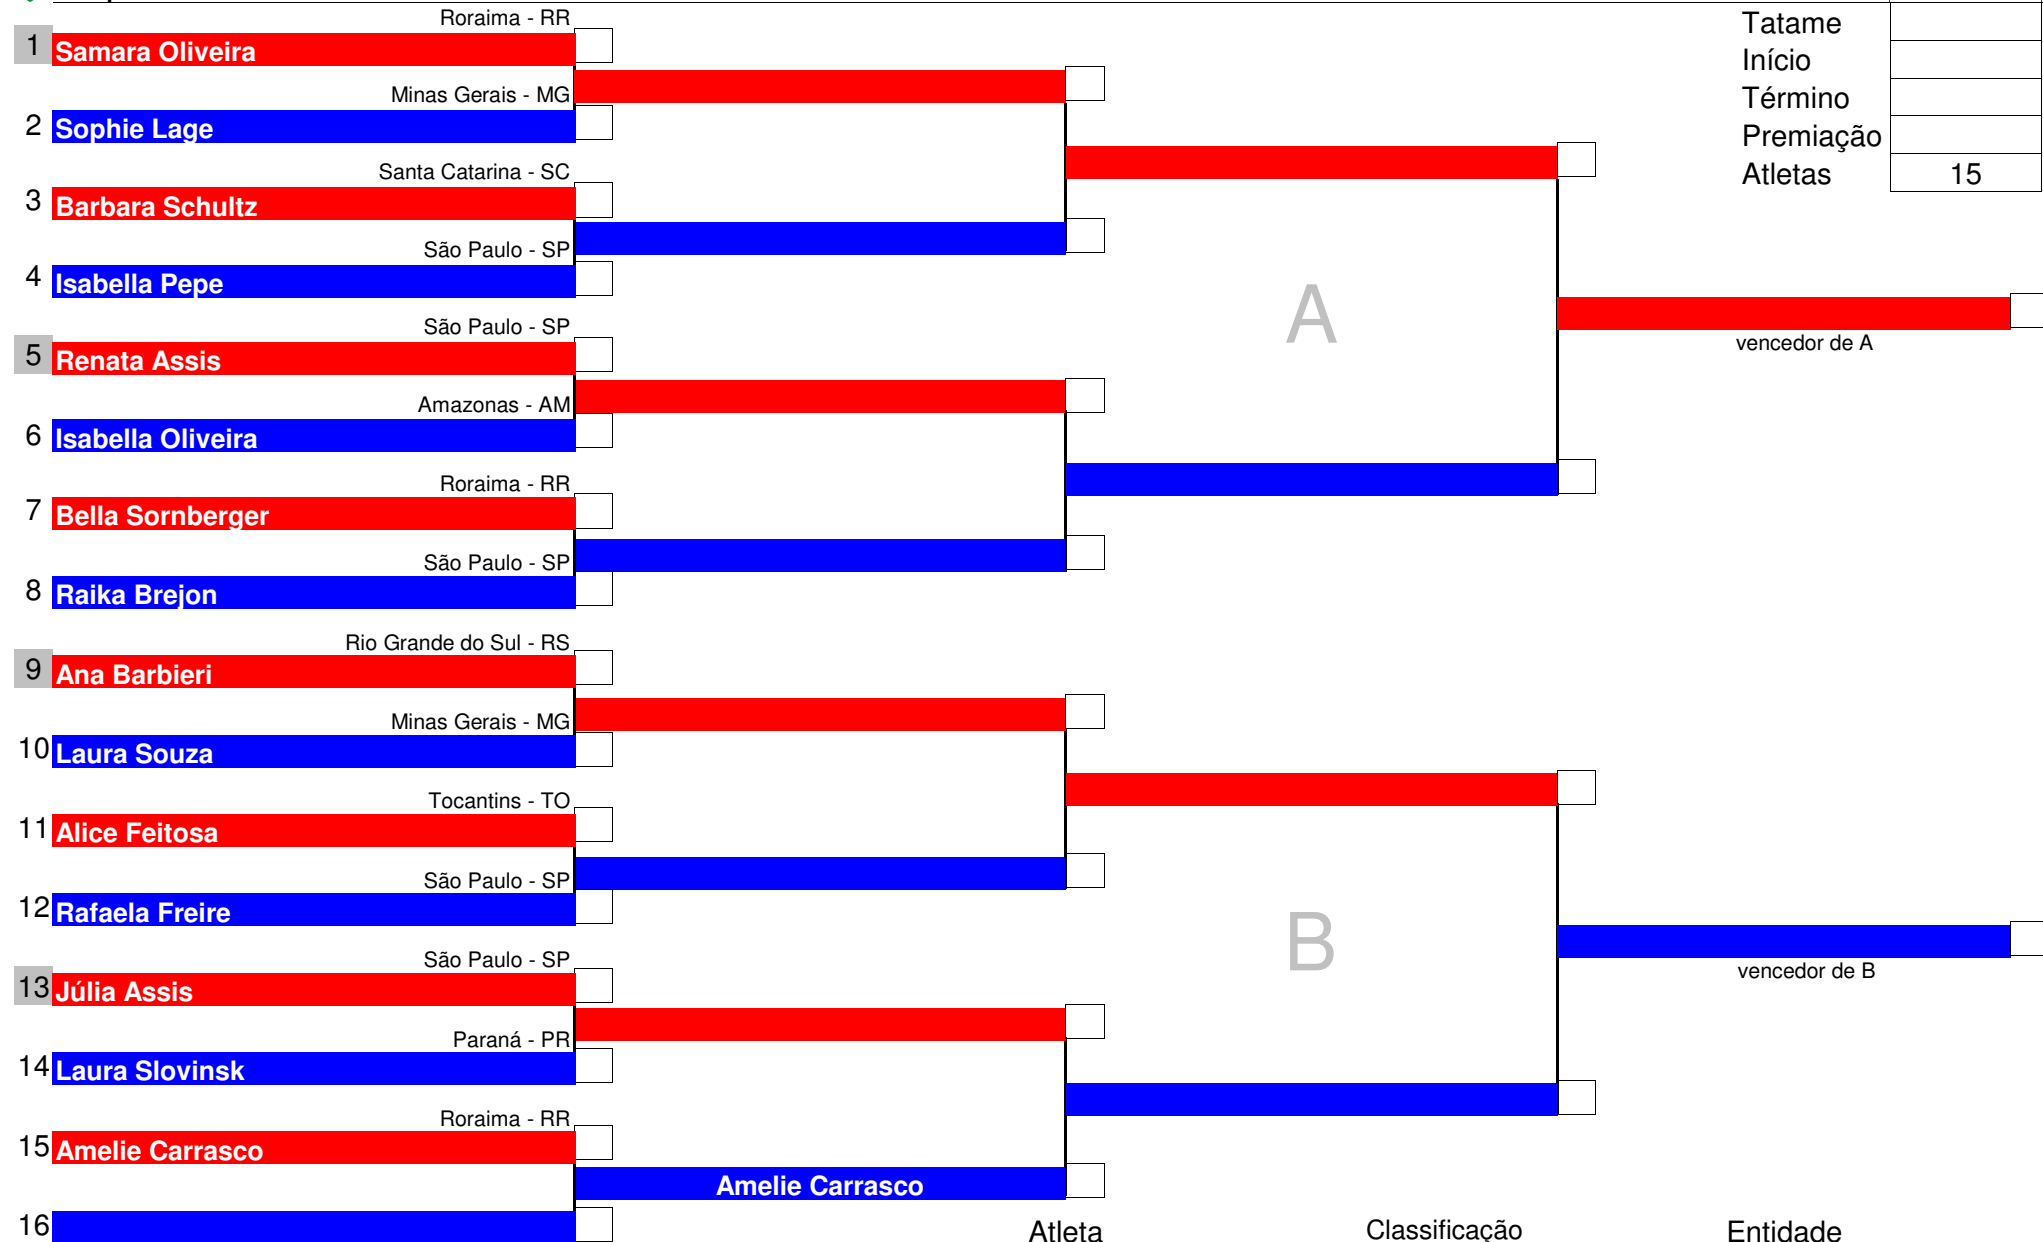 Roraima - RR
1 Samara Oliveira
Minas Gerais - MG
2 Sophie Lage
Santa Catarina - SC
3 Barbara Schultz
São Paulo - SP
4 Isabella Pepe
São Paulo - SP
5 Renata Assis
Amazonas - AM
6 Isabella Oliveira
Roraima - RR
7 Bella Sornberger
São Paulo - SP
8 Raika Brejon
Rio Grande do Sul - RS
9 Ana Barbieri
Minas Gerais - MG
10 Laura Souza
Tocantins - TO
11 Alice Feitosa
São Paulo - SP
12 Rafaela Freire
São Paulo - SP
13 Júlia Assis
Paraná - PR
14 Laura Slovinsk
Roraima - RR
15 Amelie Carrasco
16
Amelie Carrasco
A
B
vencedor de A
vencedor de B
Tatame
Início
Término
Premiação
Atletas 15
Atleta Classificação Entidade